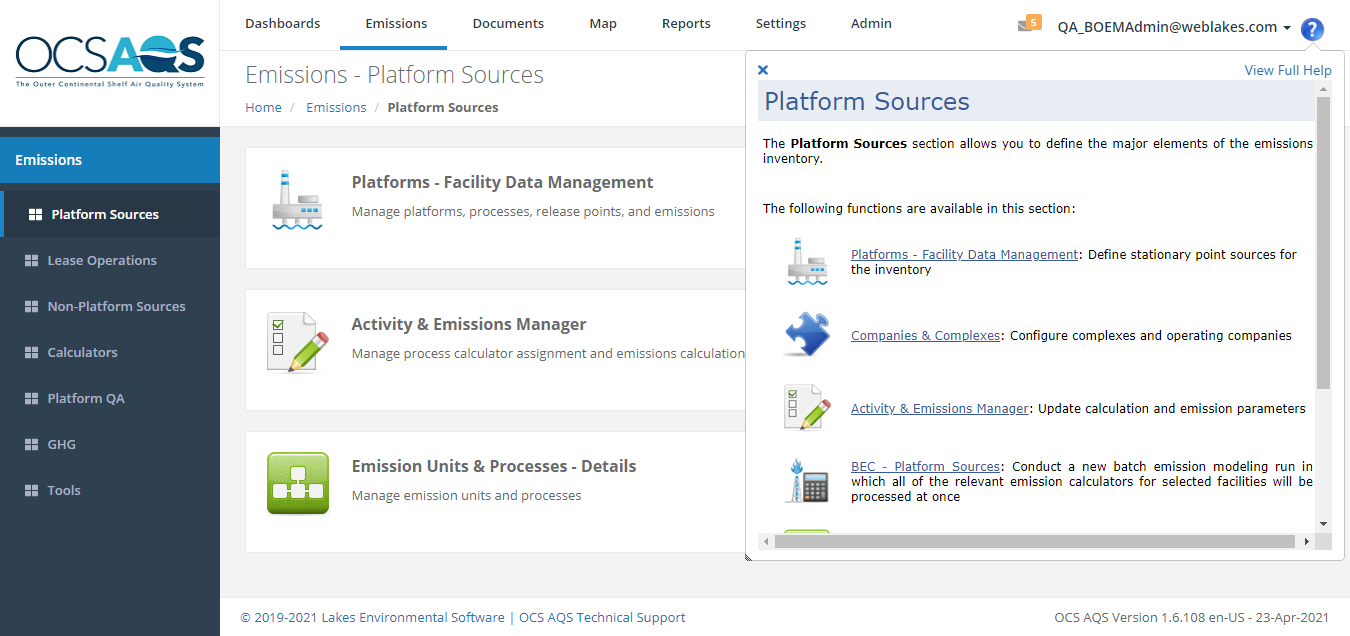 OCSAQS
The Outer Continental Shelf Air Quality System
Dashboards Emissions Documents Map Reports Settings Admin
5 QA_BOEMAdmin@weblakes.com ?
Emissions
Platform Sources
Lease Operations
Non-Platform Sources
Calculators
Platform QA
GHG
Tools
Emissions - Platform Sources
Home / Emissions / Platform Sources
Platforms - Facility Data Management
Manage platforms, processes, release points, and emissions
Activity & Emissions Manager
Manage process calculator assignment and emissions calculation
Emission Units & Processes - Details
Manage emission units and processes
View Full Help
Platform Sources
The Platform Sources section allows you to define the major elements of the emissions
inventory.
The following functions are available in this section:
Platforms - Facility Data Management: Define stationary point sources for
the inventory
Companies & Complexes: Configure complexes and operating companies
Activity & Emissions Manager: Update calculation and emission parameters
BEC - Platform Sources: Conduct a new batch emission modeling run in
which all of the relevant emission calculators for selected facilities will be
processed at once
© 2019-2021 Lakes Environmental Software | OCS AQS Technical Support
OCS AQS Version 1.6.108 en-US - 23-Apr-2021